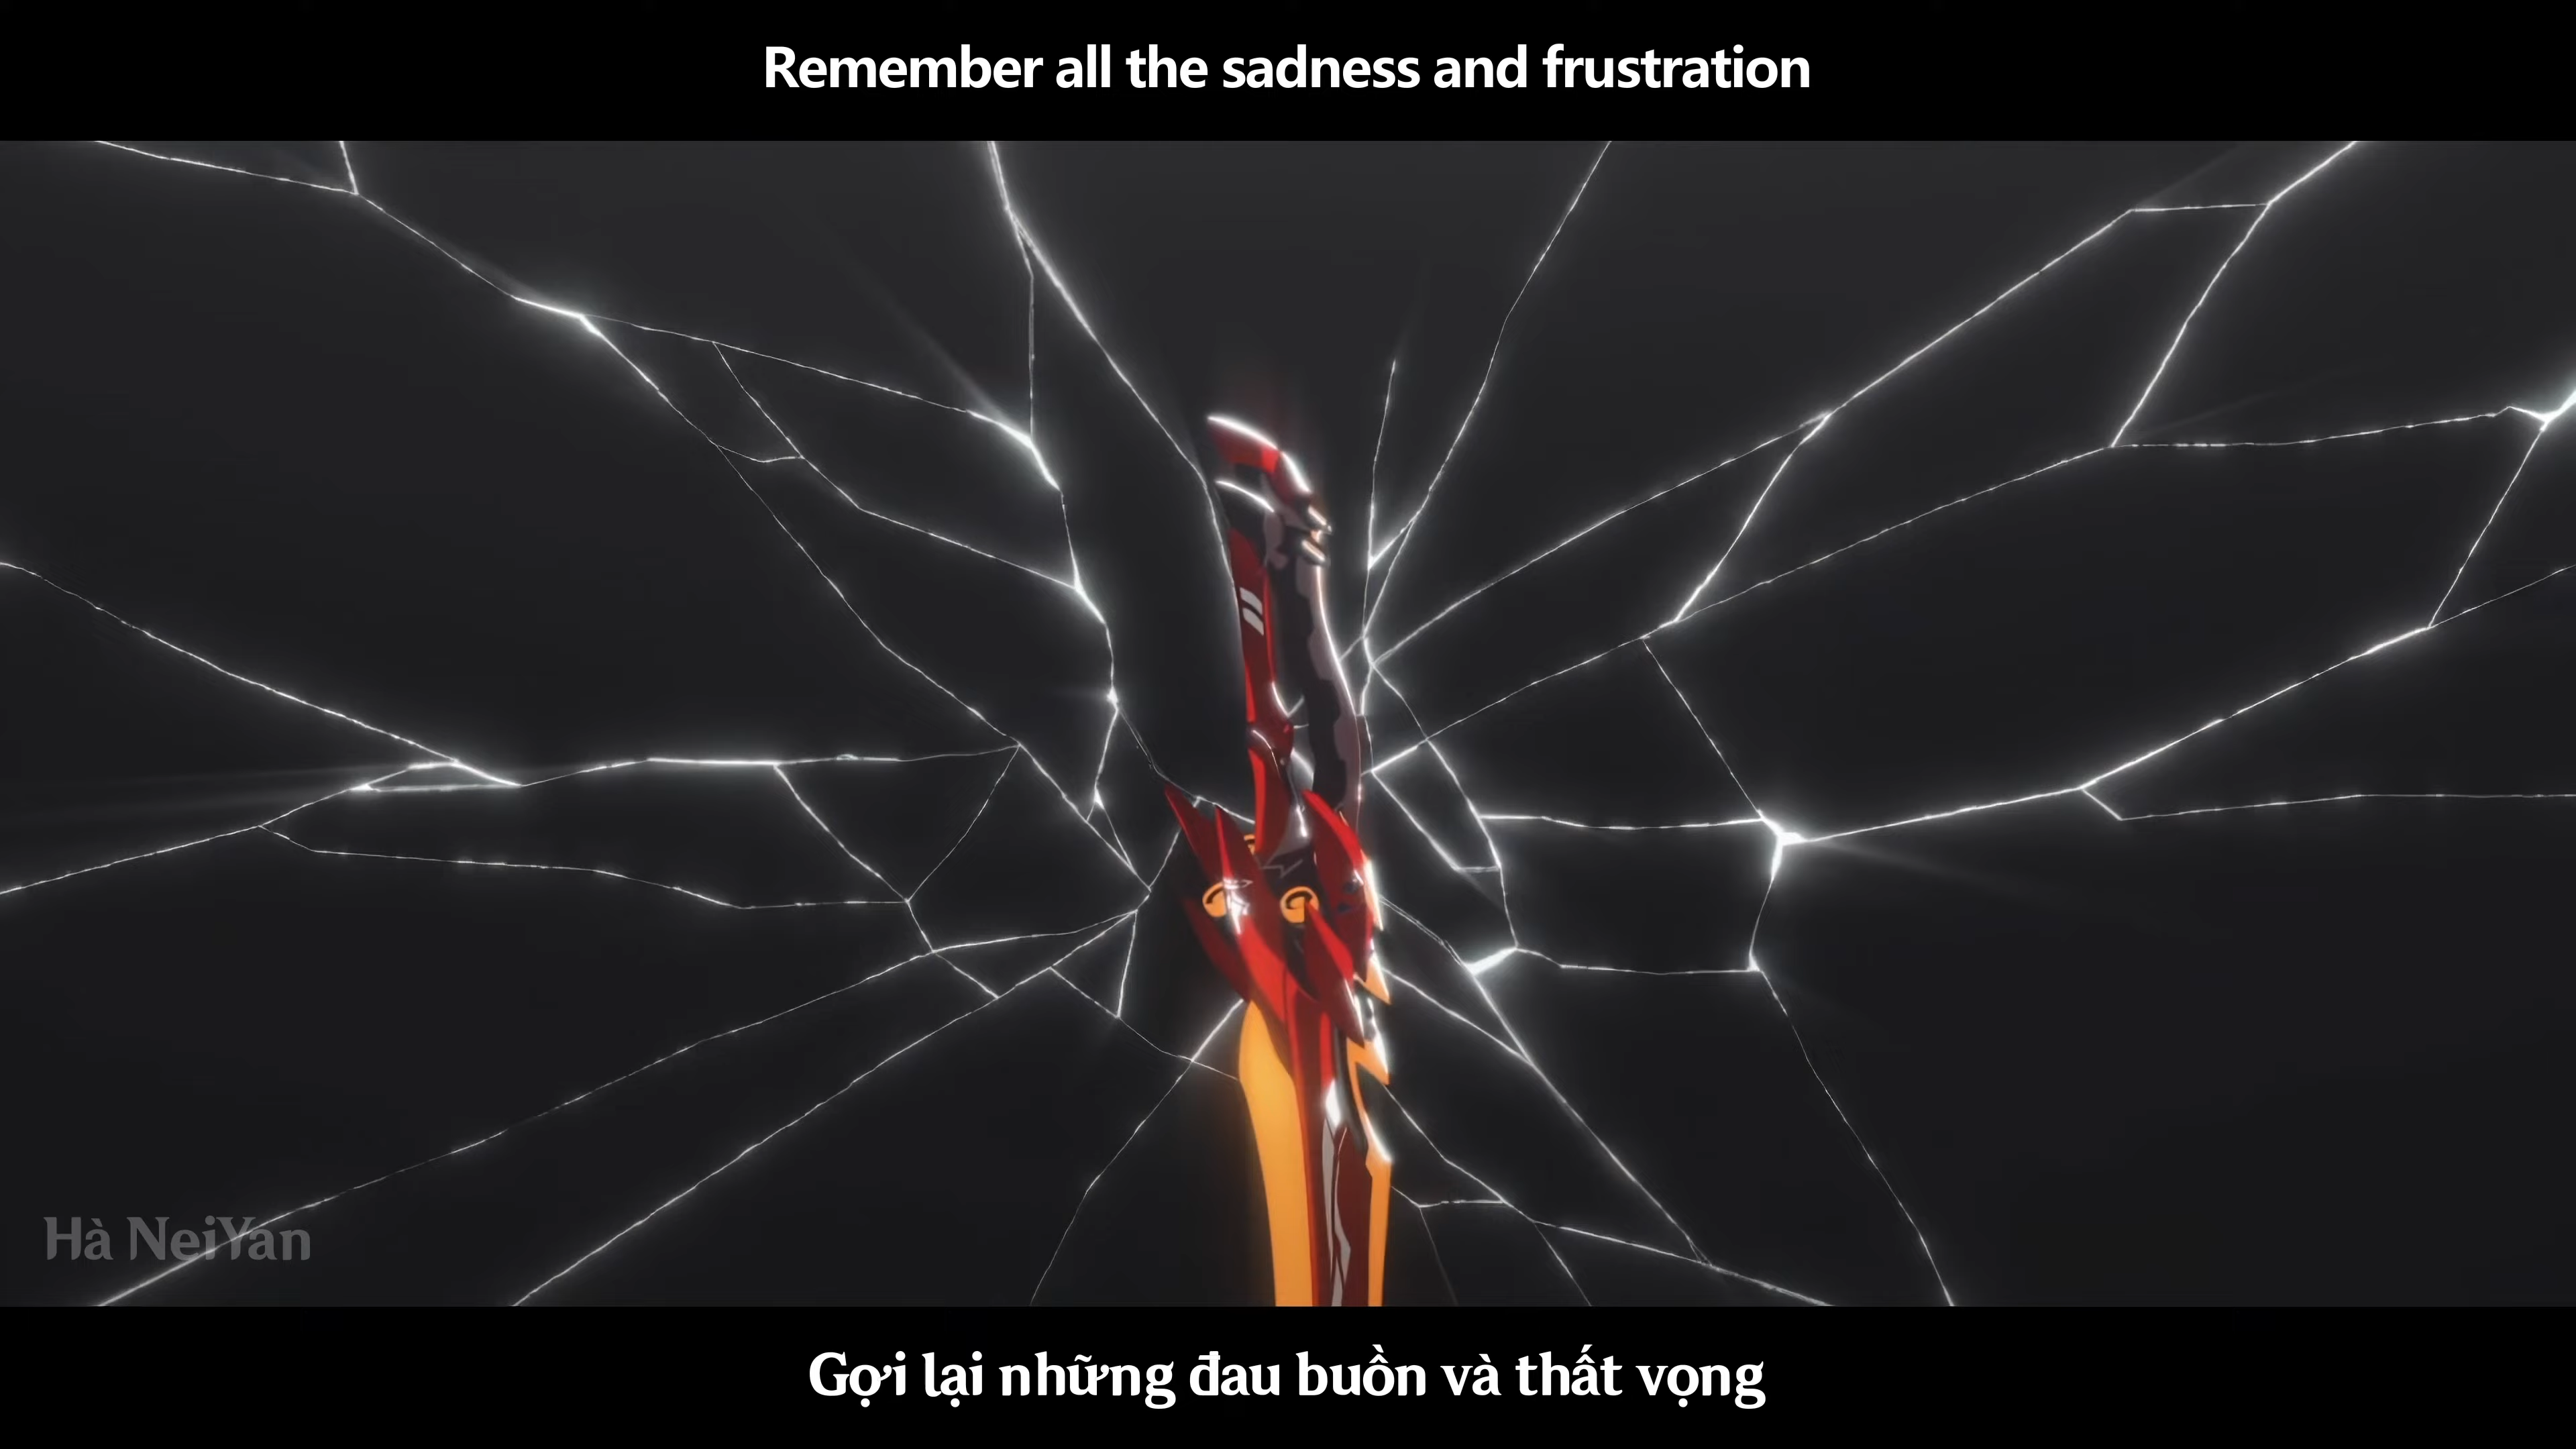 Remember all the sadness and frustration
Hà NeiYan
Gợi lại những đau buồn và thất vọng